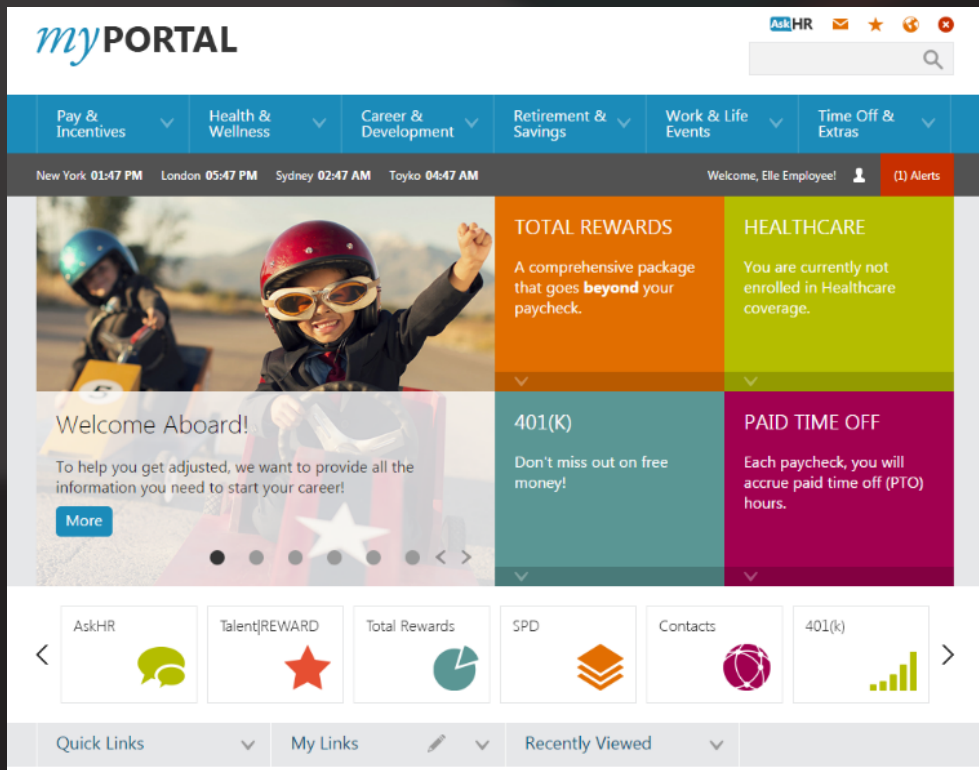 myPORTAL
Ask HR
Pay &
Incentives
Health &
Wellness
Career &
Development
Retirement &
Savings
Work & Life
Events
Time Off &
Extras
New York 01:47 PM London 05:47 PM Sydney 02:47 AM Toyko 04:47 AM
Welcome, Elle Employee!
(1) Alerts
5
Welcome Aboard!
To help you get adjusted, we want to provide all the
information you need to start your career!
More
TOTAL REWARDS
A comprehensive package
that goes beyond your
paycheck.
HEALTHCARE
You are currently not
enrolled in Healthcare
coverage.
401(K)
Don't miss out on free
money!
PAID TIME OFF
Each paycheck, you will
accrue paid time off (PTO)
hours.
AskHR
Talent|REWARD
Total Rewards
SPD
Contacts
401(k)
Quick Links
My Links
Recently Viewed